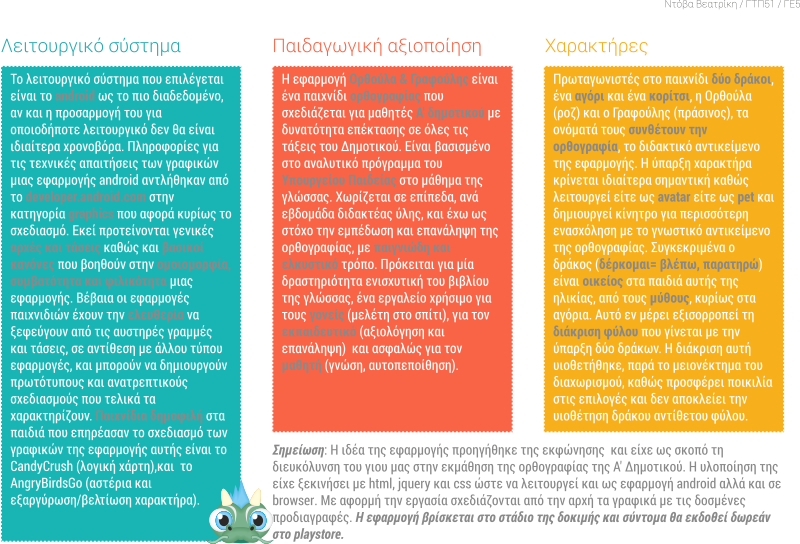 Ντόβα Βεατρίκη / ΓΤΠ51 / ΓΕ5
Λειτουργικό σύστημα
Το λειτουργικό σύστημα που επιλέγεται
είναι το android ως το πιο διαδεδομένο,
αν και η προσαρμογή του για
οποιοδήποτε λειτουργικό δεν θα είναι
ιδιαίτερα χρονοβόρα. Πληροφορίες για
τις τεχνικές απαιτήσεις των γραφικών
μιας εφαρμογής android αντλήθηκαν από
το developer.android.com στην
κατηγορία graphics που αφορά κυρίως το
σχεδιασμό. Εκεί προτείνονται γενικές
αρχές και τάσεις καθώς και βασικοί
κανόνες που βοηθούν στην ομοιομορφία,
συμβατότητα και φιλικότητα μιας
εφαρμογής. Βέβαια οι εφαρμογές
παιχνιδιών έχουν την ελευθερία να
ξεφεύγουν από τις αυστηρές γραμμές
και τάσεις, σε αντίθεση με άλλου τύπου
εφαρμογές, και μπορούν να δημιουργούν
πρωτότυπους και ανατρεπτικούς
σχεδιασμούς που τελικά τα
χαρακτηρίζουν. Παιχνίδια δημοφιλή στα
παιδιά που επηρέασαν το σχεδιασμό των
γραφικών της εφαρμογής αυτής είναι το
CandyCrush (λογική χάρτη),και το
AngryBirdsGo (αστέρια και
εξαργύρωση/βελτίωση χαρακτήρα).
Παιδαγωγική αξιοποίηση
Η εφαρμογή Ορθούλα & Γραφούλης είναι
ένα παιχνίδι ορθογραφίας που
σχεδιάζεται για μαθητές Α δημοτικού με
δυνατότητα επέκτασης σε όλες τις
τάξεις του Δημοτικού. Είναι βασισμένο
στο αναλυτικό πρόγραμμα του
Υπουργείου Παιδείας στο μάθημα της
γλώσσας. Χωρίζεται σε επίπεδα, ανά
εβδομάδα διδακτέας ύλης, και έχω ως
στόχο την εμπέδωση και επανάληψη της
ορθογραφίας, με παιγνιώδη και
ελκυστικό τρόπο. Πρόκειται για μία
δραστηριότητα ενισχυτική του βιβλίου
της γλώσσας, ένα εργαλείο χρήσιμο για
τους γονείς (μελέτη στο σπίτι), για τον
εκπαιδευτικό (αξιολόγηση και
επανάληψη) και ασφαλώς για τον
μαθητή (γνώση, αυτοπεποίθηση).
Χαρακτήρες
Πρωταγωνιστές στο παιχνίδι δύο δράκοι,
ένα αγόρι και ένα κορίτσι, η Ορθούλα
(ροζ) και ο Γραφούλης (πράσινος), τα
ονόματά τους συνθέτουν την
ορθογραφία, το διδακτικό αντικείμενο
της εφαρμογής. Η ύπαρξη χαρακτήρα
κρίνεται ιδιαίτερα σημαντική καθώς
λειτουργεί είτε ως avatar είτε ως pet και
δημιουργεί κίνητρο για περισσότερη
ενασχόληση με το γνωστικό αντικείμενο
της ορθογραφίας. Συγκεκριμένα ο
δράκος (δέρκομαι= βλέπω, παρατηρώ)
είναι οικείος στα παιδιά αυτής της
ηλικίας, από τους μύθους, κυρίως στα
αγόρια. Αυτό εν μέρει εξισορροπεί τη
διάκριση φύλου που γίνεται με την
ύπαρξη δύο δράκων. Η διάκριση αυτή
υιοθετήθηκε, παρά το μειονέκτημα του
διαχωρισμού, καθώς προσφέρει ποικιλία
στις επιλογές και δεν αποκλείει την
υιοθέτηση δράκου αντίθετου φύλου.
Σημείωση: Η ιδέα της εφαρμογής προηγήθηκε της εκφώνησης και είχε ως σκοπό τη
διευκόλυνση του γιου μας στην εκμάθηση της ορθογραφίας της Α' Δημοτικού. Η υλοποίηση της
είχε ξεκινήσει με html, jquery και css ώστε να λειτουργεί και ως εφαρμογή android αλλά και σε
browser. Με αφορμή την εργασία σχεδιάζονται από την αρχή τα γραφικά με τις δοσμένες
προδιαγραφές. Η εφαρμογή βρίσκεται στο στάδιο της δοκιμής και σύντομα θα εκδοθεί δωρεάν
στο playstore.